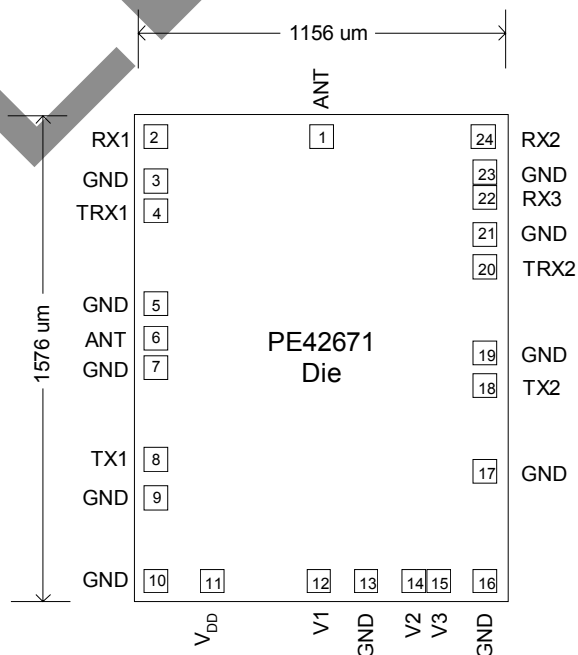 1156 um
ANT
RX1 2 1 24 RX2
GND 3 23 GND
22 RX3
TRX1 4
21 GND
20 TRX2
GND 5
1576 um
ANT 6 PE42671
GND 7 Die 19 GND
18 TX2
TX1 8
17 GND
GND 9
GND 10 11 12 13 14 15 16
VDD V1 GND V2 V3 GND